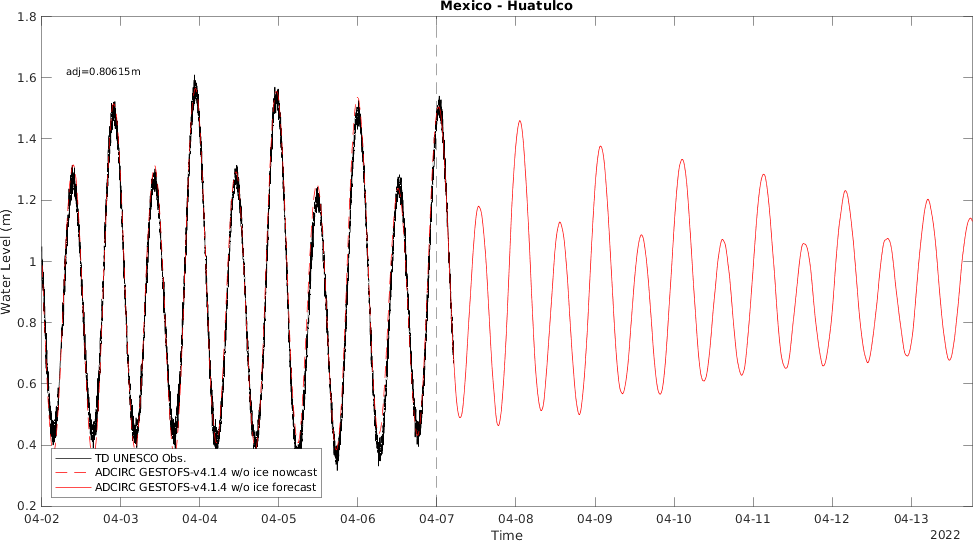 Mexico - Huatulco
1.8
1.6
1.4
1.2
1
0.8
0.6
0.4
0.2
Water Level (m)
adj=0.80615m
TD UNESCO Obs.
ADCIRC GESTOFS-v4.1.4 w/o ice nowcast
ADCIRC GESTOFS-v4.1.4 w/o ice forecast
04-02 04-03 04-04 04-05 04-06 04-07 04-08 04-09 04-10 04-11 04-12 04-13
Time
2022